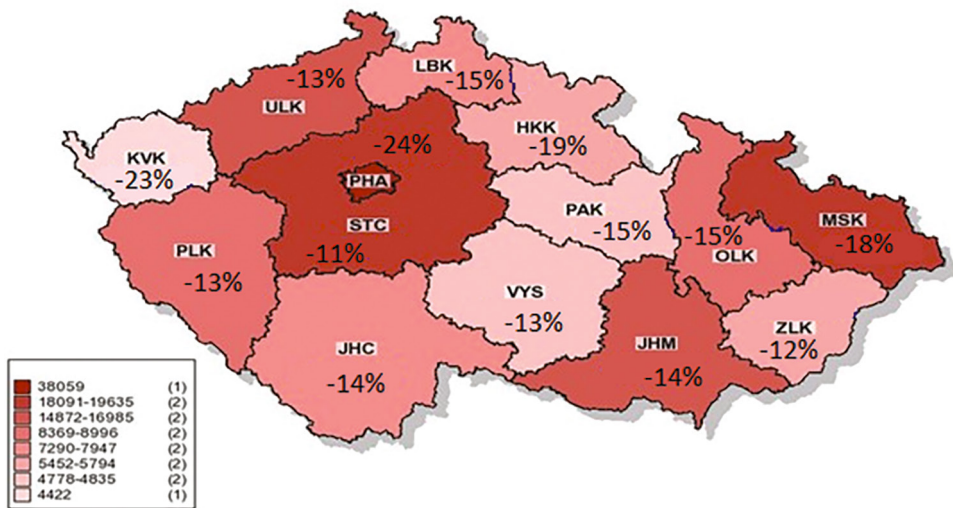 -13%
ULK
LBK
-15%
HKK
-19%
KVK
-23%
-24%
PHA
STC
-11%
PLK
-13%
PAK
-15%
-15%
OLK
MSK
-18%
VYS
-13%
ZLK
-12%
JHC
-14%
JHM
-14%
38059 (1)
18091-19635 (2)
14872-16985 (2)
8369-8996 (2)
7290-7947 (2)
5452-5794 (2)
4778-4835 (2)
4422 (1)